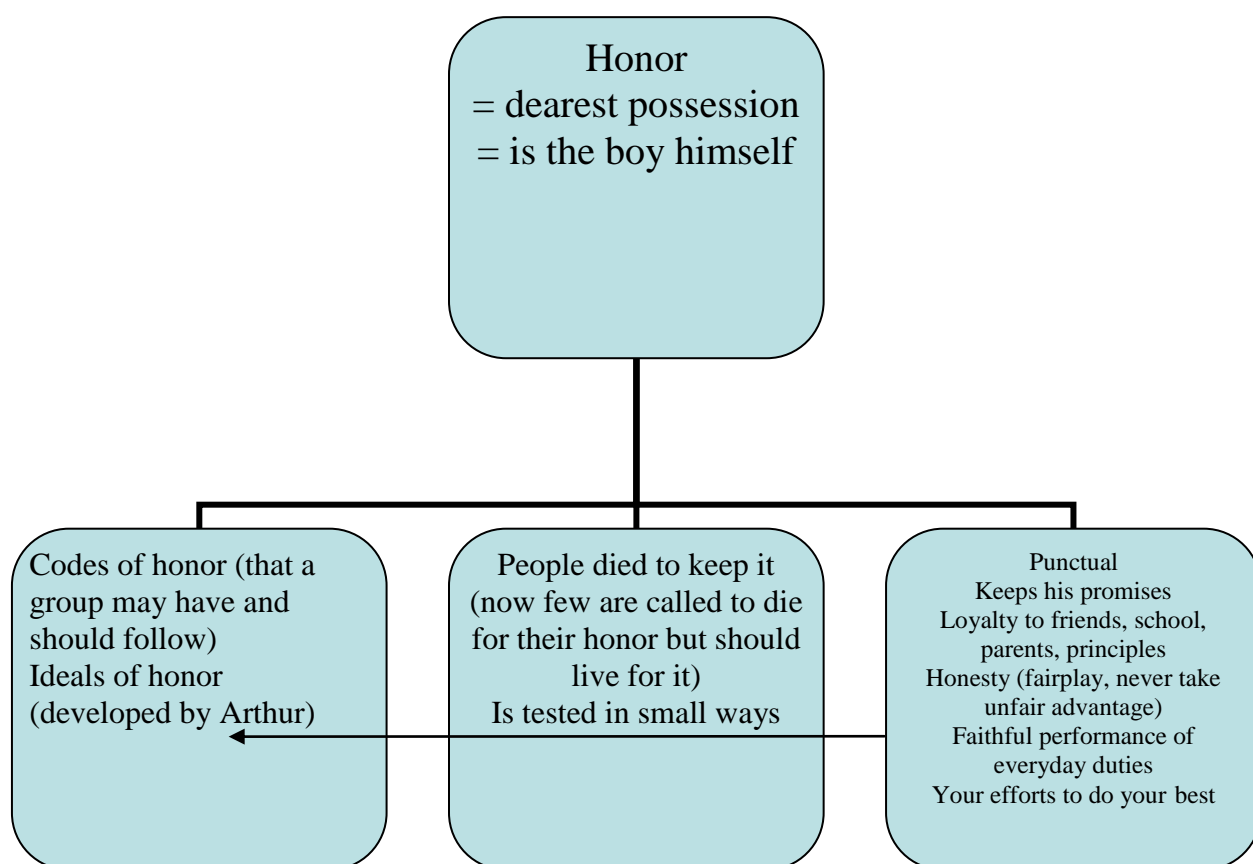 Honor
= dearest possession
= is the boy himself
Codes of honor (that a
group may have and
should follow)
Ideals of honor
(developed by Arthur)
People died to keep it
(now few are called to die
for their honor but should
live for it)
Is tested in small ways
Punctual
Keeps his promises
Loyalty to friends, school,
parents, principles
Honesty (fairplay, never take
unfair advantage)
Faithful performance of
everyday duties
Your efforts to do your best